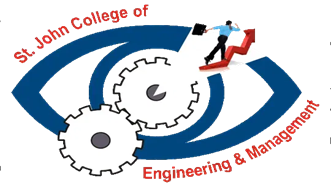 St. John College of
Engineering & Management